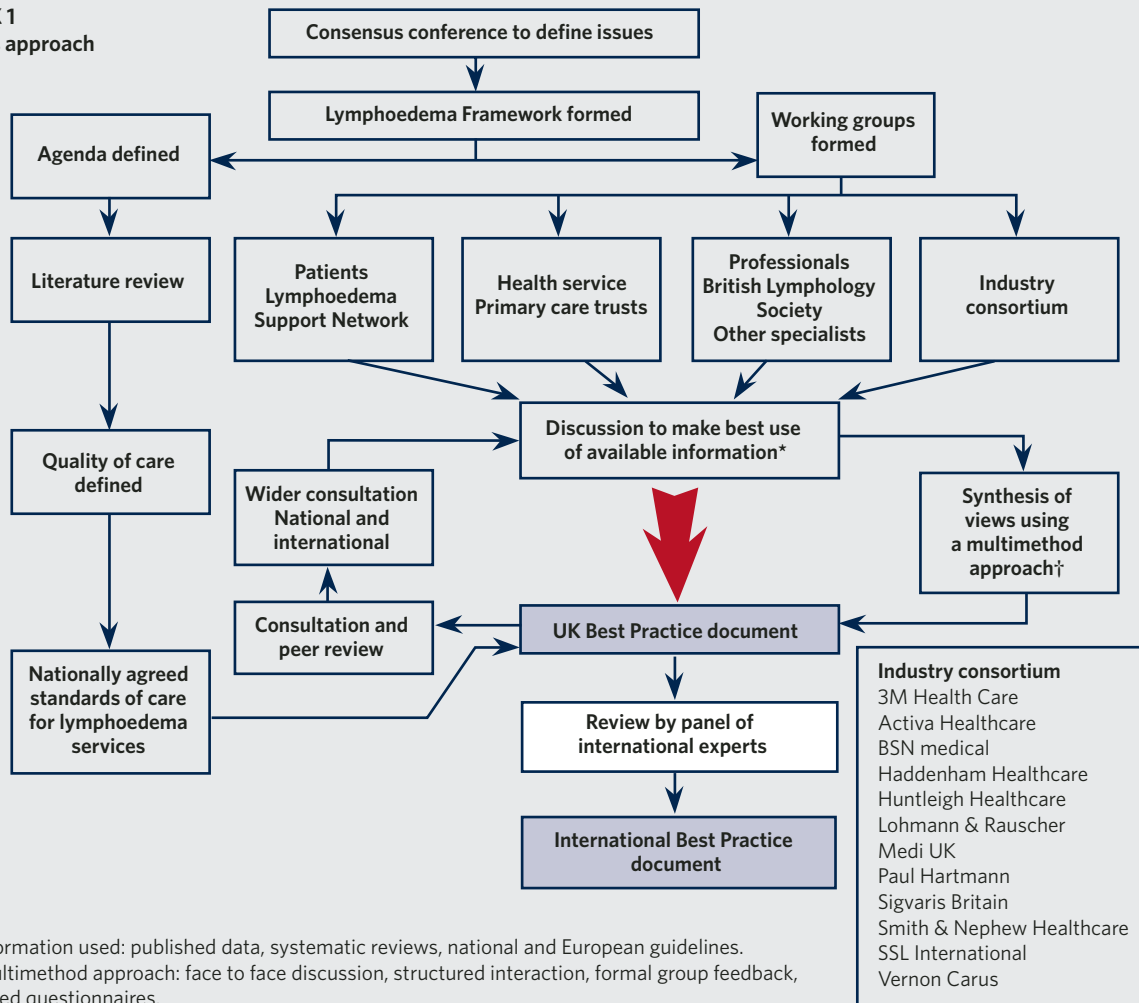 1
approach
Consensus conference to define issues
Lymphoedema Framework formed
Agenda defined
Working groups
formed
Literature review
Patients
Lymphoedema
Support Network
Health service
Primary care trusts
Professionals
British Lymphology
Society
Other specialists
Industry
consortium
Discussion to make best use
of available information*
Quality of care
defined
Wider consultation
National and
international
Synthesis of
views using
a multimethod
approach†
Consultation and
peer review
UK Best Practice document
Nationally agreed
standards of care
for lymphoedema
services
Review by panel of
international experts
International Best Practice
document
Industry consortium
3M Health Care
Activa Healthcare
BSN medical
Haddenham Healthcare
Huntleigh Healthcare
Lohmann & Rauscher
Medi UK
Paul Hartmann
Sigvaris Britain
Smith & Nephew Healthcare
SSL International
Vernon Carus
ormation used: published data, systematic reviews, national and European guidelines.
ultimethod approach: face to face discussion, structured interaction, formal group feedback,
ed questionnaires.